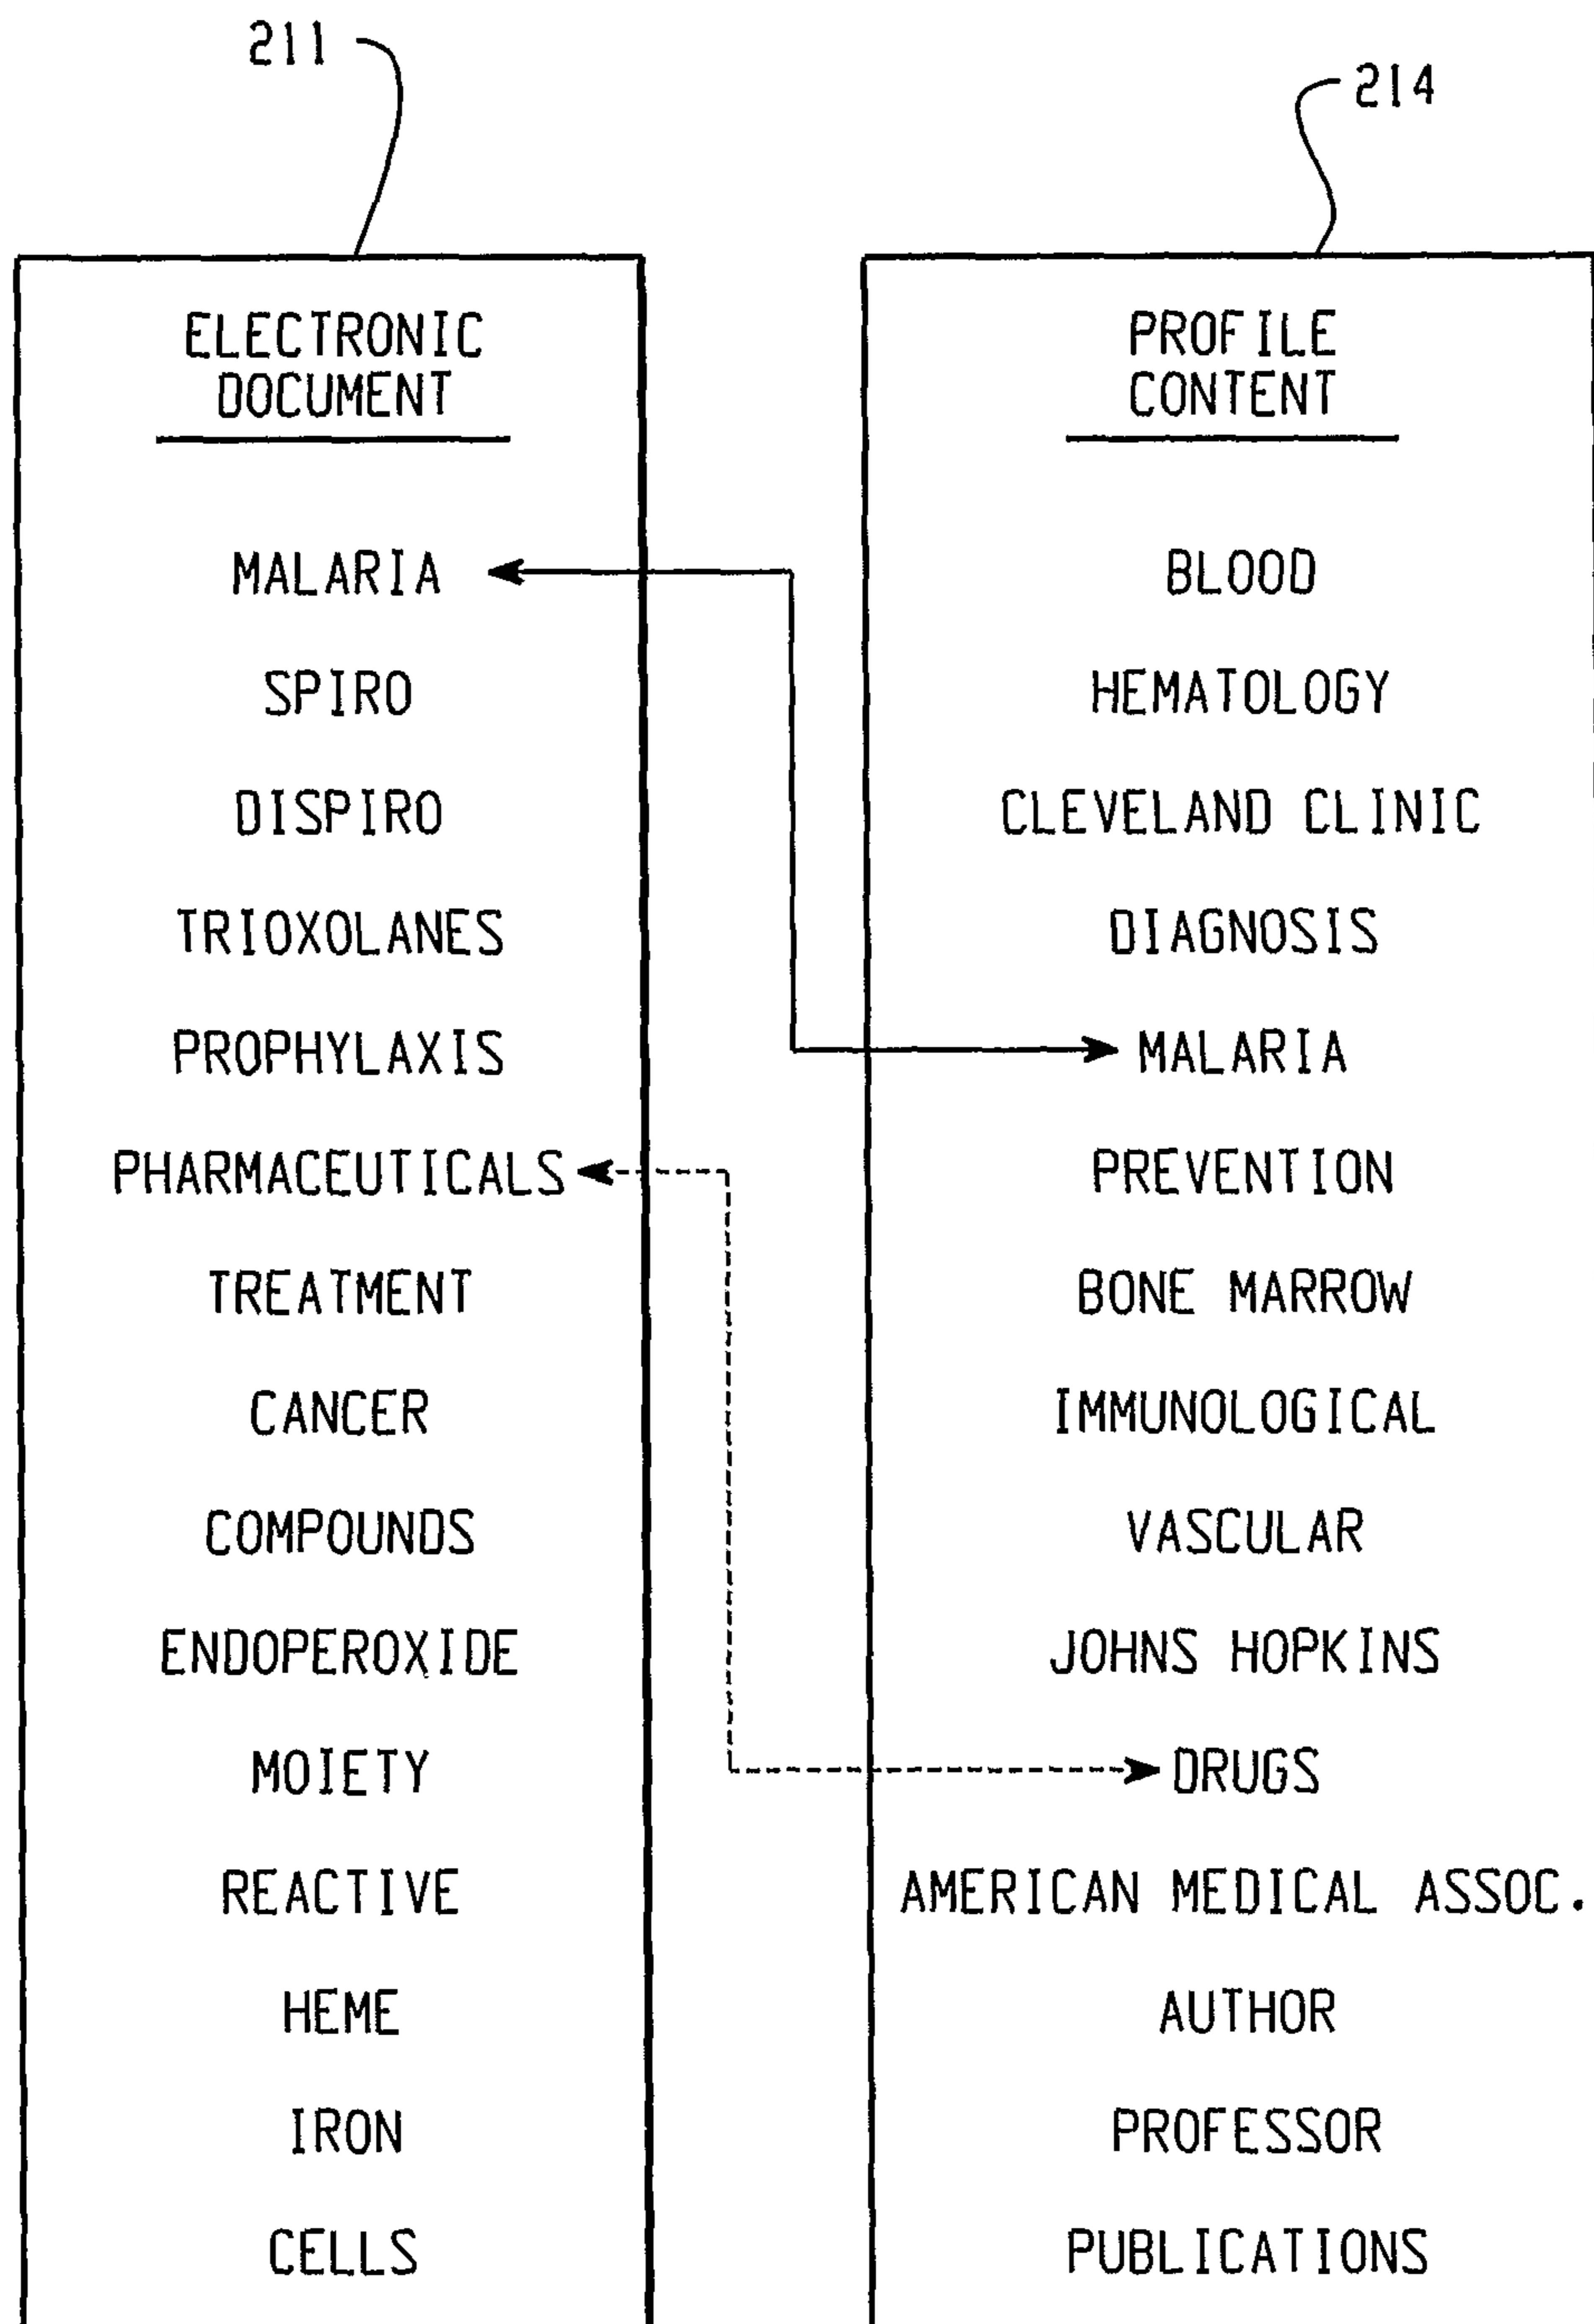 211
214
ELECTRONIC
DOCUMENT
MALARIA
SPIRO
DISPIRO
TRIOXOLANES
PROPHYLAXIS
PHARMACEUTICALS
TREATMENT
CANCER
COMPOUNDS
ENDOPEROXIDE
MOIETY
REACTIVE
HEME
IRON
CELLS
PROFILE
CONTENT
BLOOD
HEMATOLOGY
CLEVELAND CLINIC
DIAGNOSIS
MALARIA
PREVENTION
BONE MARROW
IMMUNOLOGICAL
VASCULAR
JOHNS HOPKINS
DRUGS
AMERICAN MEDICAL ASSOC.
AUTHOR
PROFESSOR
PUBLICATIONS